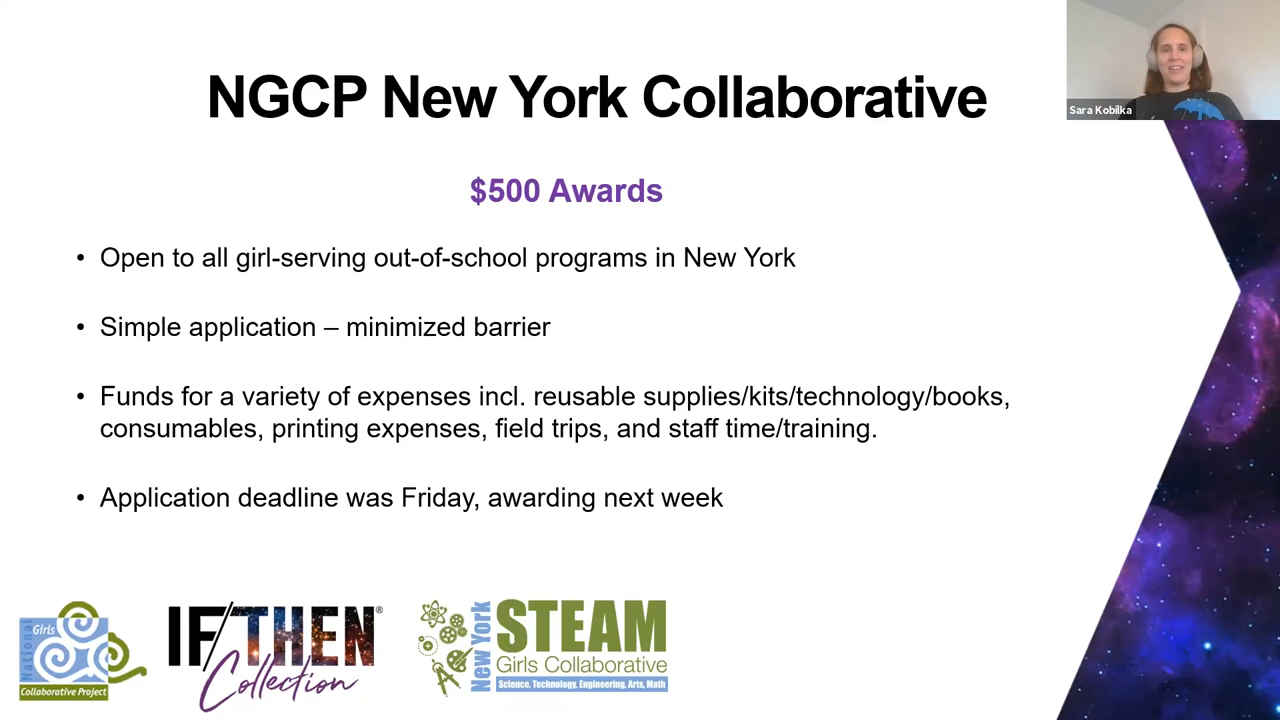 NGCP New York Collaborative
Sara Kobilka
$500 Awards
• Open to all girl-serving out-of-school programs in New York
• Simple application – minimized barrier
• Funds for a variety of expenses incl. reusable supplies/kits/technology/books,
consumables, printing expenses, field trips, and staff time/training.
• Application deadline was Friday, awarding next week
National
Girls
Collaborative Project
IF/THEN®
Collection
New York
STEAM
Girls Collaborative
Science, Technology, Engineering, Arts, Math